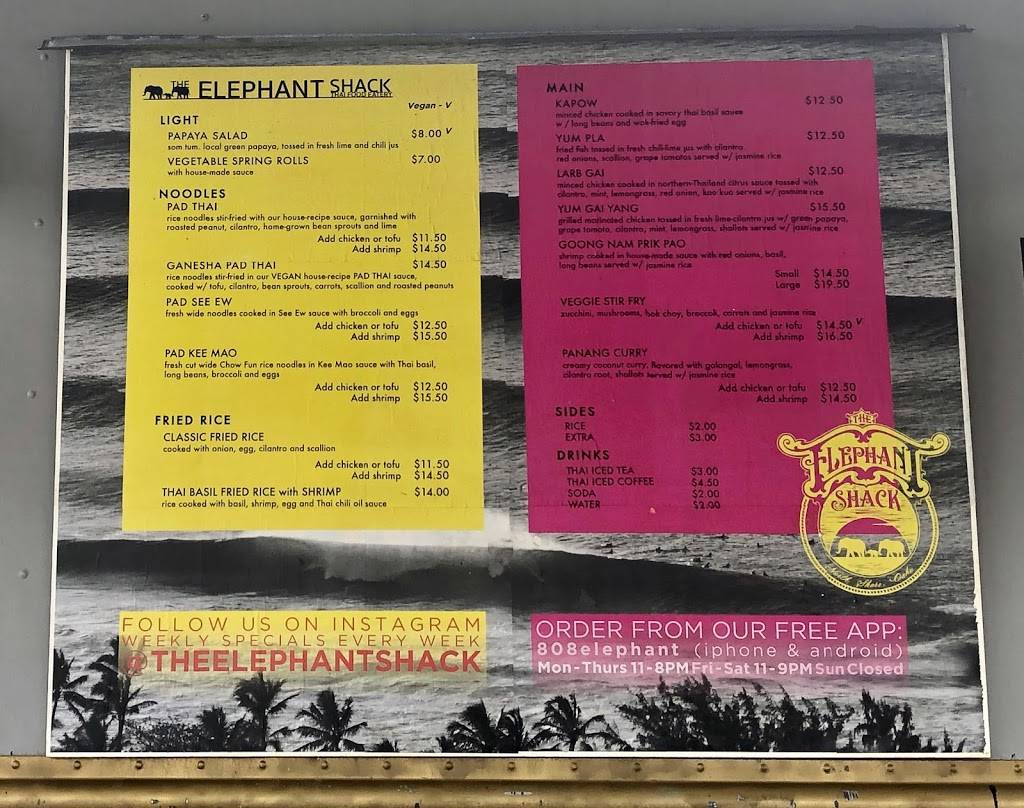 THE ELEPHANT SHACK
THAI FOOD EATERY
Vegan - V
LIGHT
PAPAYA SALAD $8.00 V
som tum. local green papaya, tossed in fresh lime and chili jus
VEGETABLE SPRING ROLLS $7.00
with house-made sauce
NOODLES
PAD THAI
rice noodles stir-fried with our house-recipe sauce, garnished with
roasted peanut, cilantro, home-grown bean sprouts and lime
Add chicken or tofu $11.50
Add shrimp $14.50
GANESHA PAD THAI $14.50
rice noodles stir-fried in our VEGAN house-recipe PAD THAI sauce,
cooked w/ tofu, cilantro, bean sprouts, carrots, scallion and roasted peanuts
PAD SEE EW
fresh wide noodles cooked in See Ew sauce with broccoli and eggs
Add chicken or tofu $12.50
Add shrimp $15.50
PAD KEE MAO
fresh cut wide Chow Fun rice noodles in Kee Mao sauce with Thai basil,
long beans, broccoli and eggs
Add chicken or tofu $12.50
Add shrimp $15.50
FRIED RICE
CLASSIC FRIED RICE
cooked with onion, egg, cilantro and scallion
Add chicken or tofu $11.50
Add shrimp $14.50
THAI BASIL FRIED RICE with SHRIMP $14.00
rice cooked with basil, shrimp, egg and Thai chili oil sauce
MAIN
KAPOW $12.50
minced chicken cooked in savory thai basil sauce
w/ long beans and wok-fried egg
YUM PLA $12.50
fried fish tossed in fresh chili-lime jus with cilantro
red onions, scallion, grape tomatos served w/ jasmine rice
LARB GAI $12.50
minced chicken cooked in northern-Thailand citrus sauce tossed with
cilantro, mint, lemongrass, red onion, kao kua served w/ jasmine rice
YUM GAI YANG $15.50
grilled marinated chicken tossed in fresh lime-cilantro jus w/ green papaya,
grape tomato, cilantro, mint, lemongrass, shallots served w/ jasmine rice
GOONG NAM PRIK PAO
shrimp cooked in house-made sauce with red onions, basil,
long beans served w/ jasmine rice
Small $14.50
Large $19.50
VEGGIE STIR FRY
zucchini, mushrooms, bok choy, broccoli, carrots and jasmine rice
Add chicken or tofu $14.50 V
Add shrimp $16.50
PANANG CURRY
creamy coconut curry, flavored with galangal, lemongrass,
cilantro root, shallots served w/ jasmine rice
Add chicken or tofu $12.50
Add shrimp $14.50
SIDES
RICE $2.00
EXTRA $3.00
DRINKS
THAI ICED TEA $3.00
THAI ICED COFFEE $4.50
SODA $2.00
WATER $2.00
THE
ELEPHANT
SHACK
North Shore, Oahu
FOLLOW US ON INSTAGRAM
WEEKLY SPECIALS EVERY WEEK
@THEELEPHANTSHACK
ORDER FROM OUR FREE APP:
808elephant (iphone & android)
Mon-Thurs 11-8PM Fri-Sat 11-9PM Sun Closed